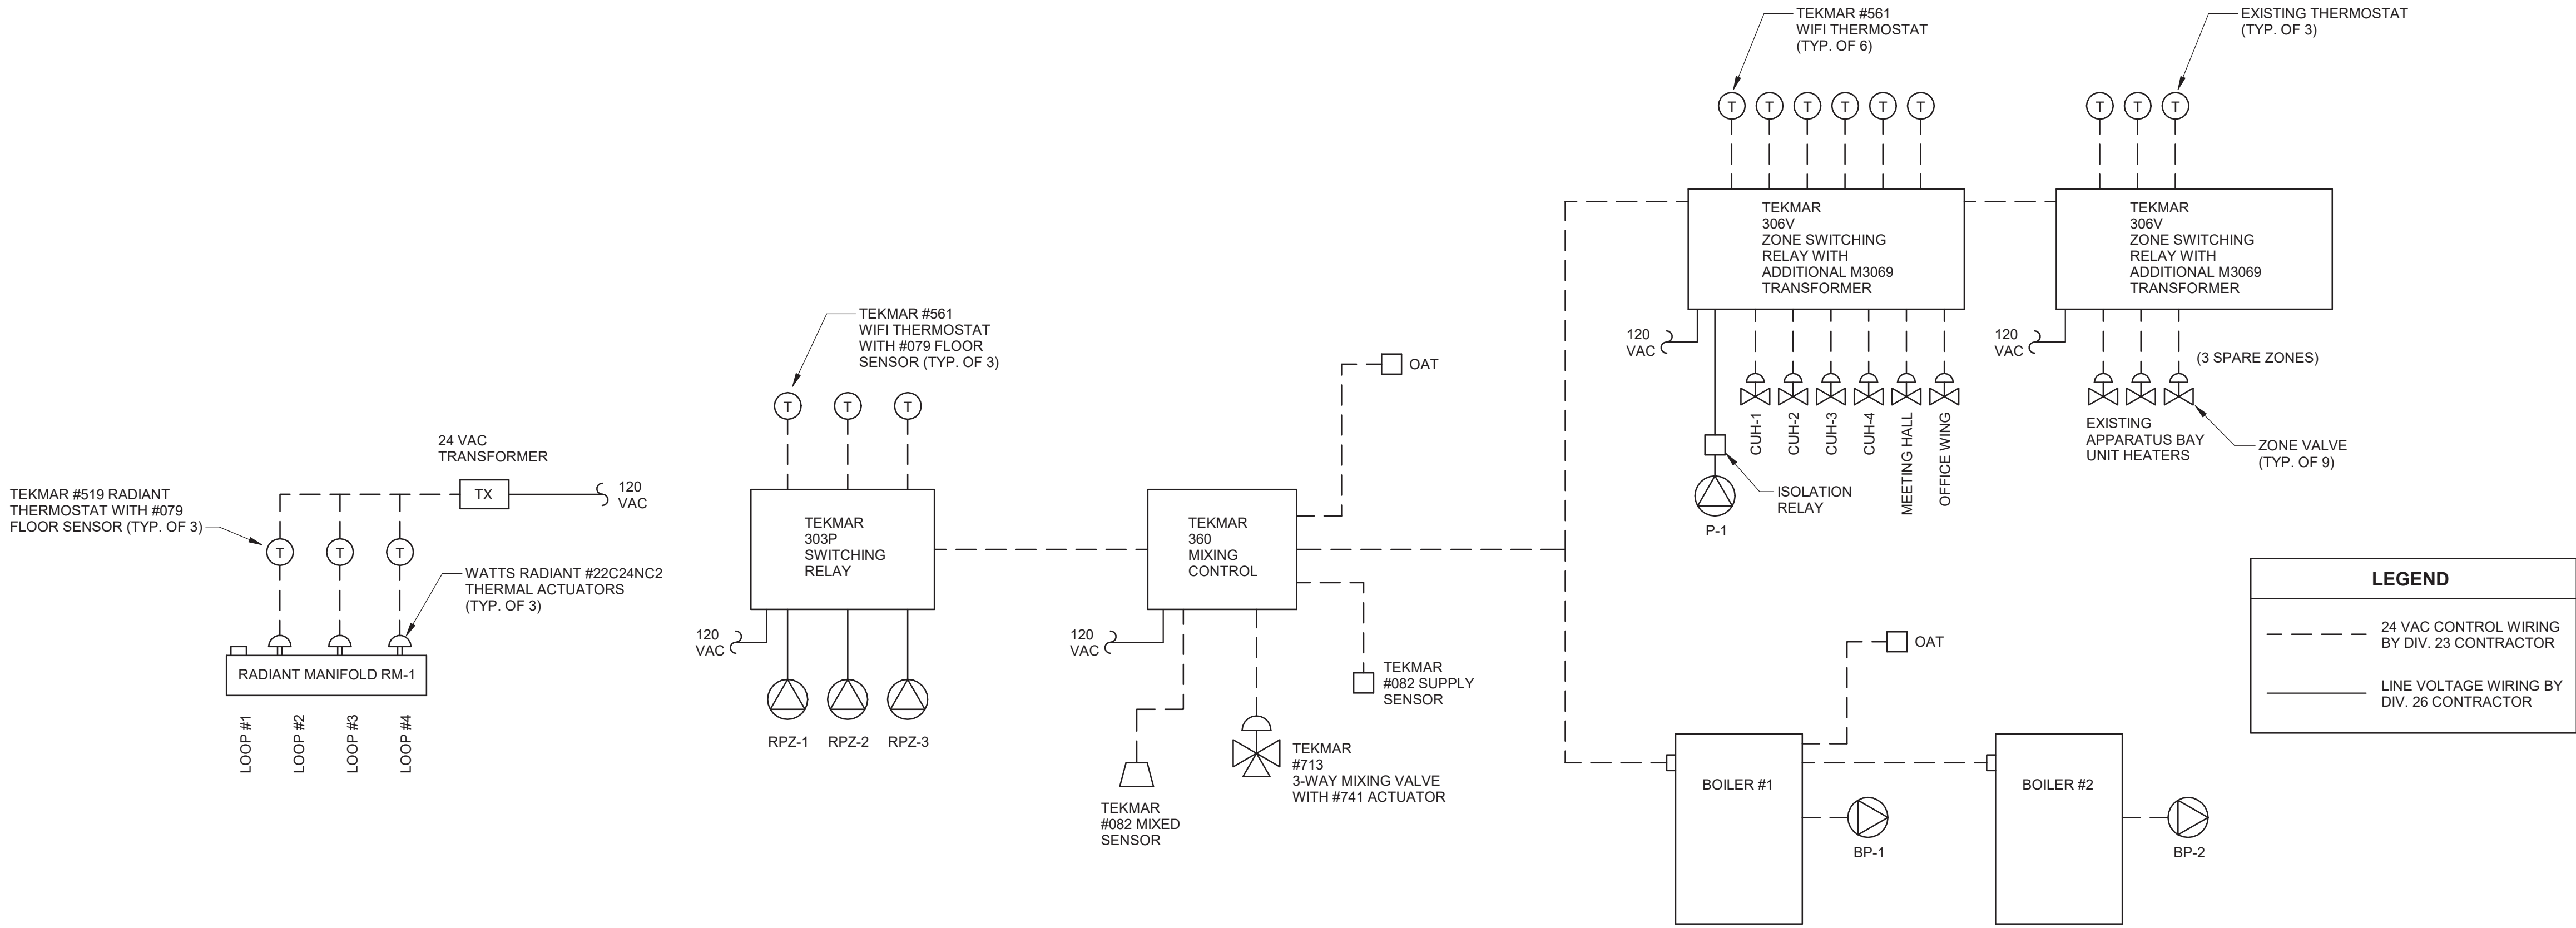 TEKMAR #519 RADIANT
THERMOSTAT WITH #079
FLOOR SENSOR (TYP. OF 3)
24 VAC
TRANSFORMER
TX
120
VAC
T
T
T
WATTS RADIANT #22C24NC2
THERMAL ACTUATORS
(TYP. OF 3)
RADIANT MANIFOLD RM-1
LOOP #1
LOOP #2
LOOP #3
LOOP #4
TEKMAR #561
WIFI THERMOSTAT
WITH #079 FLOOR
SENSOR (TYP. OF 3)
T
T
T
TEKMAR
303P
SWITCHING
RELAY
120
VAC
RPZ-1
RPZ-2
RPZ-3
OAT
TEKMAR
360
MIXING
CONTROL
120
VAC
TEKMAR
#082 SUPPLY
SENSOR
TEKMAR
#713
3-WAY MIXING VALVE
WITH #741 ACTUATOR
TEKMAR
#082 MIXED
SENSOR
TEKMAR #561
WIFI THERMOSTAT
(TYP. OF 6)
T
T
T
T
T
T
TEKMAR
306V
ZONE SWITCHING
RELAY WITH
ADDITIONAL M3069
TRANSFORMER
120
VAC
CUH-1
CUH-2
CUH-3
CUH-4
MEETING HALL
OFFICE WING
ISOLATION
RELAY
P-1
EXISTING THERMOSTAT
(TYP. OF 3)
T
T
T
TEKMAR
306V
ZONE SWITCHING
RELAY WITH
ADDITIONAL M3069
TRANSFORMER
120
VAC
(3 SPARE ZONES)
EXISTING
APPARATUS BAY
UNIT HEATERS
ZONE VALVE
(TYP. OF 9)
OAT
BOILER #1
BP-1
BOILER #2
BP-2
LEGEND
24 VAC CONTROL WIRING
BY DIV. 23 CONTRACTOR
LINE VOLTAGE WIRING BY
DIV. 26 CONTRACTOR